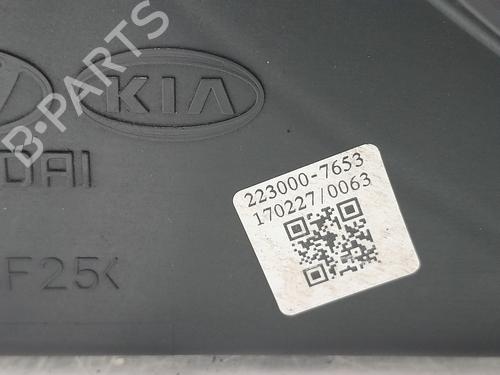 KIA
B-PARTS
DAI
F25K
223000-7653
170227/0063